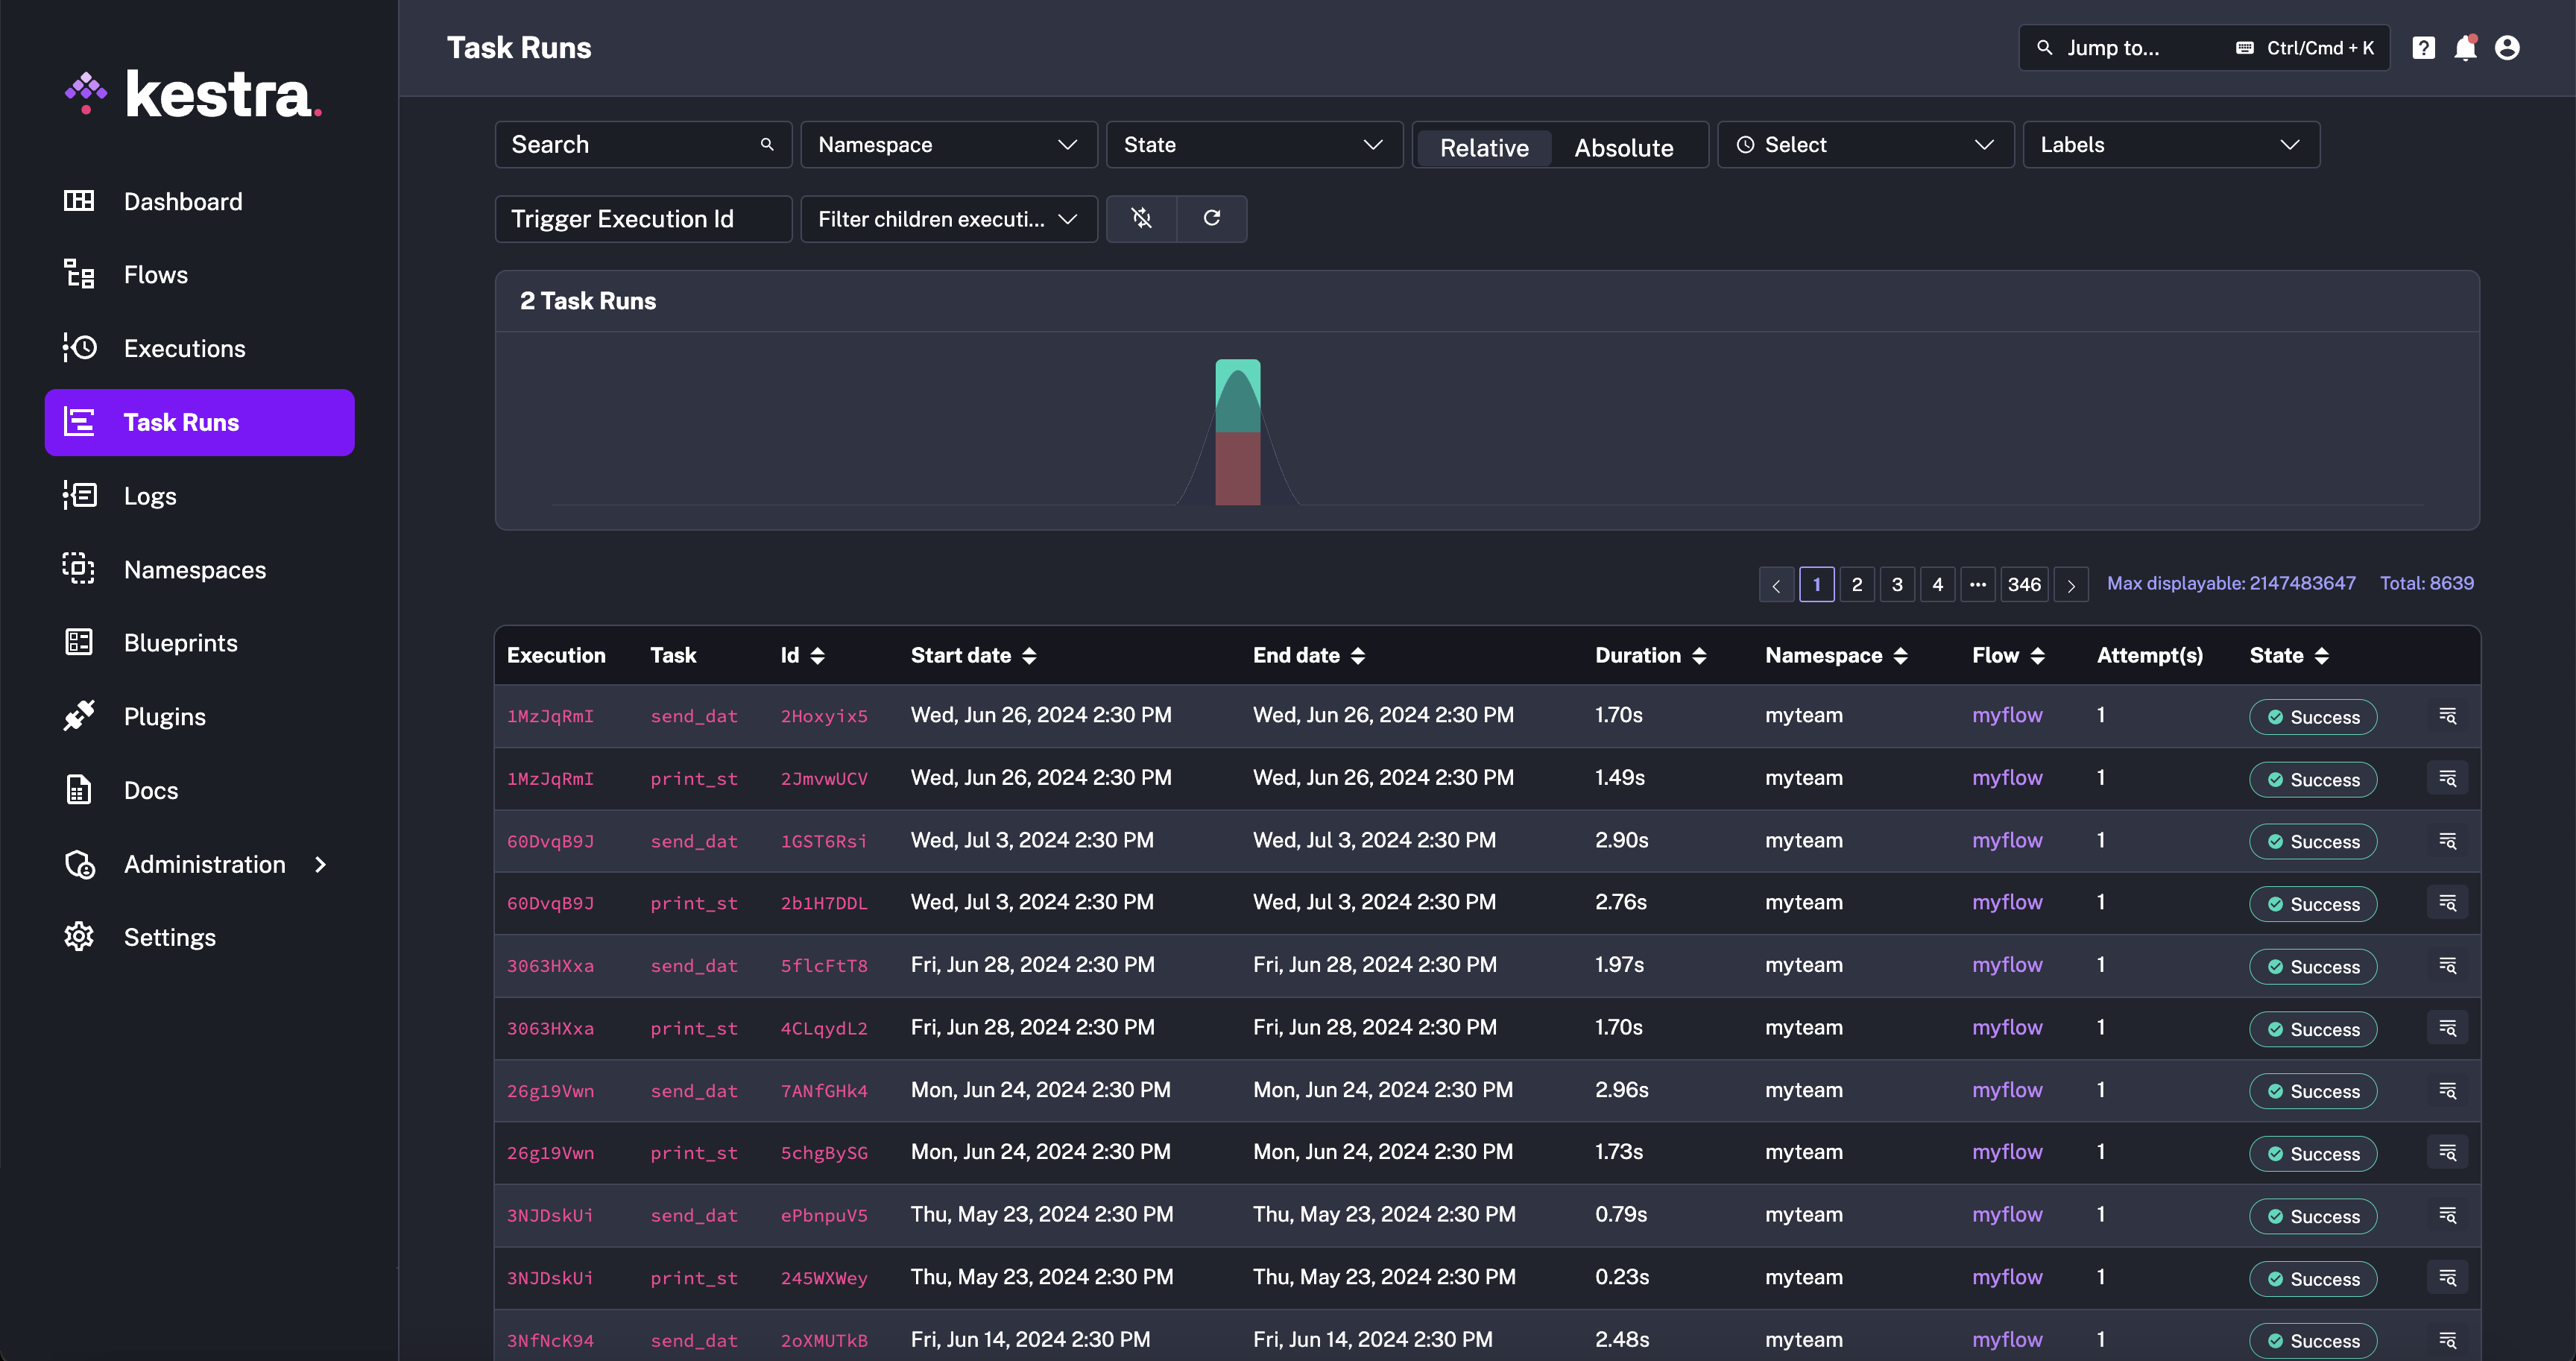 kestra.
Dashboard
Flows
Executions
Task Runs
Logs
Namespaces
Blueprints
Plugins
Docs
Administration
Settings
Task Runs
Jump to... Ctrl/Cmd + K
Search Namespace State Relative Absolute Select Labels
Trigger Execution Id Filter children executi...
2 Task Runs
1 2 3 4 ••• 346 Max displayable: 2147483647 Total: 8639
Execution Task Id Start date End date Duration Namespace Flow Attempt(s) State
1MzJqRmI send_dat 2Hoxyix5 Wed, Jun 26, 2024 2:30 PM Wed, Jun 26, 2024 2:30 PM 1.70s myteam myflow 1 Success
1MzJqRmI print_st 2JmvwUCV Wed, Jun 26, 2024 2:30 PM Wed, Jun 26, 2024 2:30 PM 1.49s myteam myflow 1 Success
60DvqB9J send_dat 1GST6Rsi Wed, Jul 3, 2024 2:30 PM Wed, Jul 3, 2024 2:30 PM 2.90s myteam myflow 1 Success
60DvqB9J print_st 2b1H7DDL Wed, Jul 3, 2024 2:30 PM Wed, Jul 3, 2024 2:30 PM 2.76s myteam myflow 1 Success
3063HXxa send_dat 5flcFtT8 Fri, Jun 28, 2024 2:30 PM Fri, Jun 28, 2024 2:30 PM 1.97s myteam myflow 1 Success
3063HXxa print_st 4CLqydL2 Fri, Jun 28, 2024 2:30 PM Fri, Jun 28, 2024 2:30 PM 1.70s myteam myflow 1 Success
26g19Vwn send_dat 7ANfGHk4 Mon, Jun 24, 2024 2:30 PM Mon, Jun 24, 2024 2:30 PM 2.96s myteam myflow 1 Success
26g19Vwn print_st 5chgBySG Mon, Jun 24, 2024 2:30 PM Mon, Jun 24, 2024 2:30 PM 1.73s myteam myflow 1 Success
3NJDskUi send_dat ePbnpuV5 Thu, May 23, 2024 2:30 PM Thu, May 23, 2024 2:30 PM 0.79s myteam myflow 1 Success
3NJDskUi print_st 245WXWey Thu, May 23, 2024 2:30 PM Thu, May 23, 2024 2:30 PM 0.23s myteam myflow 1 Success
3NfNcK94 send_dat 2oXMUTkB Fri, Jun 14, 2024 2:30 PM Fri, Jun 14, 2024 2:30 PM 2.48s myteam myflow 1 Success